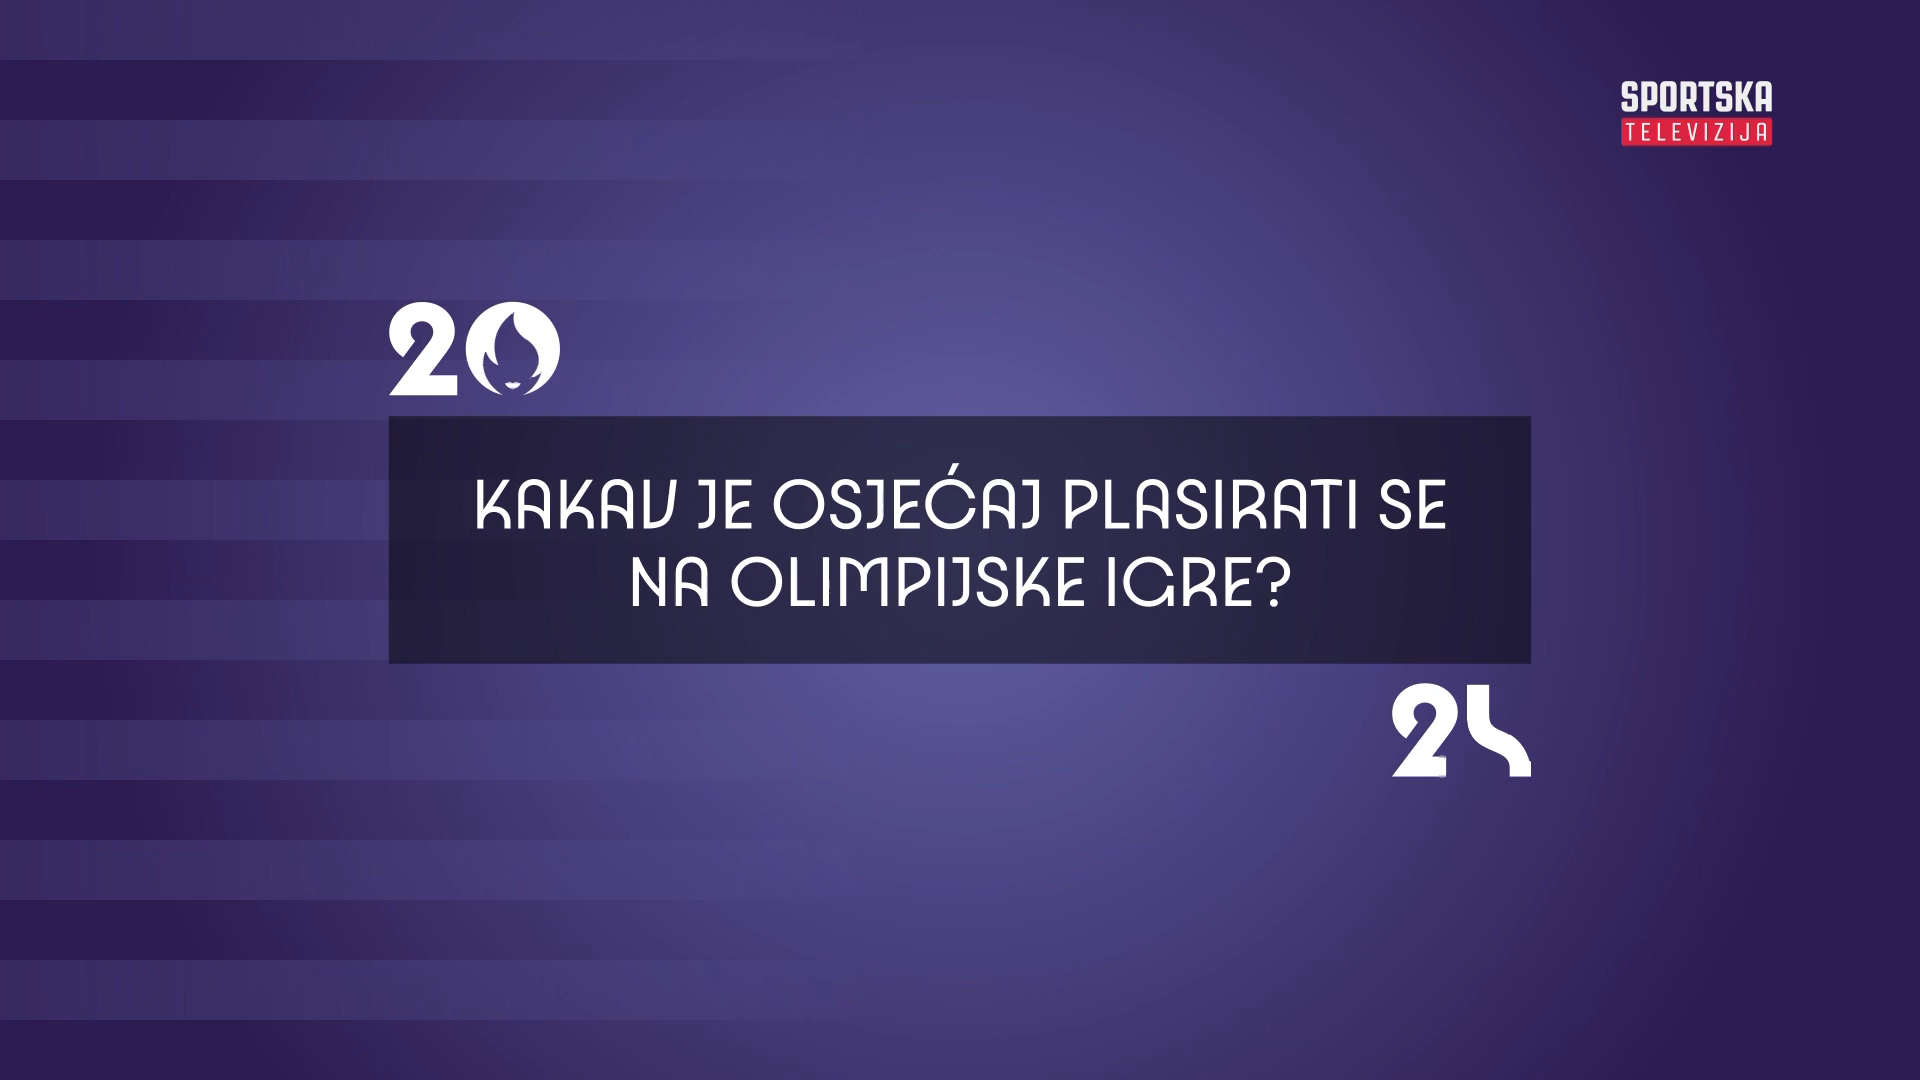 SPORTSKA
TELEVIZIJA
20
KAKAV JE OSJEĆAJ PLASIRATI SE
NA OLIMPIJSKE IGRE?
24